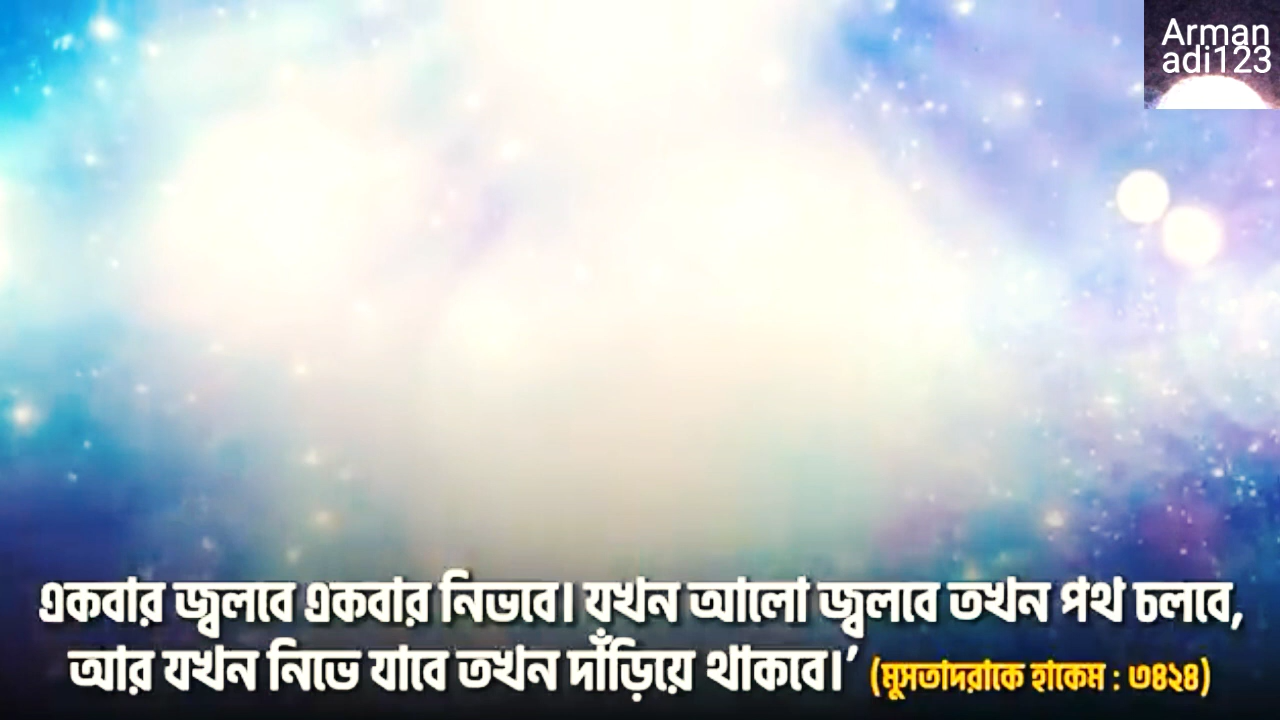 Arman
adi123
একবার জ্বলবে একবার নিভবে। যখন আলো জ্বলবে তখন পথ চলবে,
আর যখন নিভে যাবে তখন দাঁড়িয়ে থাকবে।’ (মুসতাদরাকে হাকেম : ৩৪২৪)